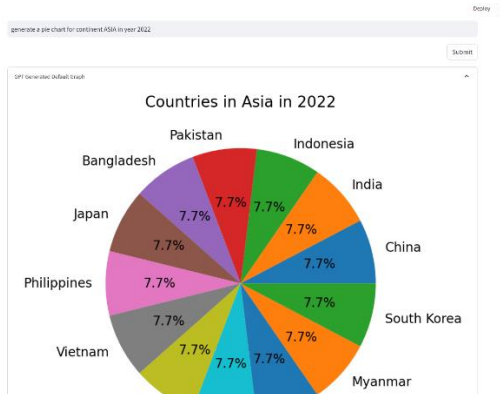 Deploy
generate a pie chart for continent ASIA in year 2022
Submit
GPT Generated Default Graph
Countries in Asia in 2022
Pakistan
Indonesia
Bangladesh
India
7.7%
7.7%
7.7%
7.7%
Japan
7.7%
China
7.7%
Philippines
7.7%
7.7%
South Korea
7.7%
7.7%
Vietnam
7.7%
7.7%
7.7%
Myanmar